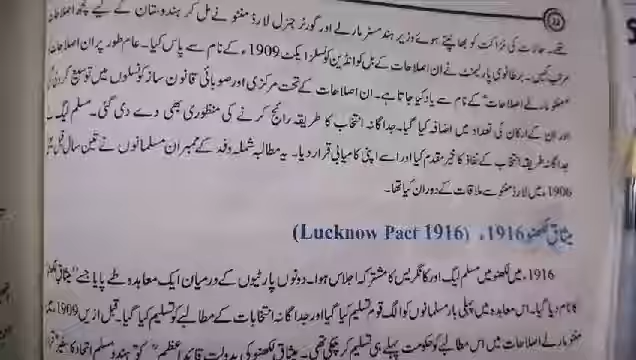 تھے۔ حالات کی نزاکت کو بھانپتے ہوئے وزیر ہند مسٹر مارلے اور گورنر جنرل لارڈ منٹو نے مل کر ہندوستان کے لیے کچھ اصلاحات
مرتب کیں۔ برطانوی پارلیمنٹ نے ان اصلاحات کے بل کو انڈین کونسلز ایکٹ 1909ء کے نام سے پاس کیا۔ عام طور پر ان اصلاحات
"منٹو مارلے اصلاحات" کے نام سے یاد کیا جاتا ہے۔ ان اصلاحات کے تحت مرکزی اور صوبائی قانون ساز کونسلوں میں توسیع کر دی
اور ان کے ارکان کی تعداد میں اضافہ کیا گیا۔ جداگانہ انتخاب کا طریقہ رائج کرنے کی منظوری بھی دے دی گئی۔ مسلم لیگ
جداگانہ طریقہ انتخاب کے نفاذ کا خیر مقدم کیا اور اسے اپنی کامیابی قرار دیا۔ یہ مطالبہ شملہ وفد کے ممبران مسلمانوں نے تین سال قبل
1906ء میں لارڈ منٹو سے ملاقات کے دوران کیا تھا۔
میثاق لکھنؤ 1916ء (Lucknow Pact 1916)
1916ء میں لکھنؤ میں مسلم لیگ اور کانگریس کا مشترکہ اجلاس ہوا۔ دونوں پارٹیوں کے درمیان ایک معاہدہ طے پایا جسے "میثاق لکھنؤ
کا نام دیا گیا۔ اس معاہدہ میں پہلی بار مسلمانوں کو الگ قوم تسلیم کیا گیا اور جداگانہ انتخابات کے مطالبے کو تسلیم کیا گیا۔ قبل ازیں 1909ء میں
منٹو مارلے اصلاحات میں اس مطالبے کو حکومت پہلے ہی تسلیم کر چکی تھی۔ میثاق لکھنؤ کی بدولت قائد اعظم کو ہندو مسلم اتحاد کا سفیر